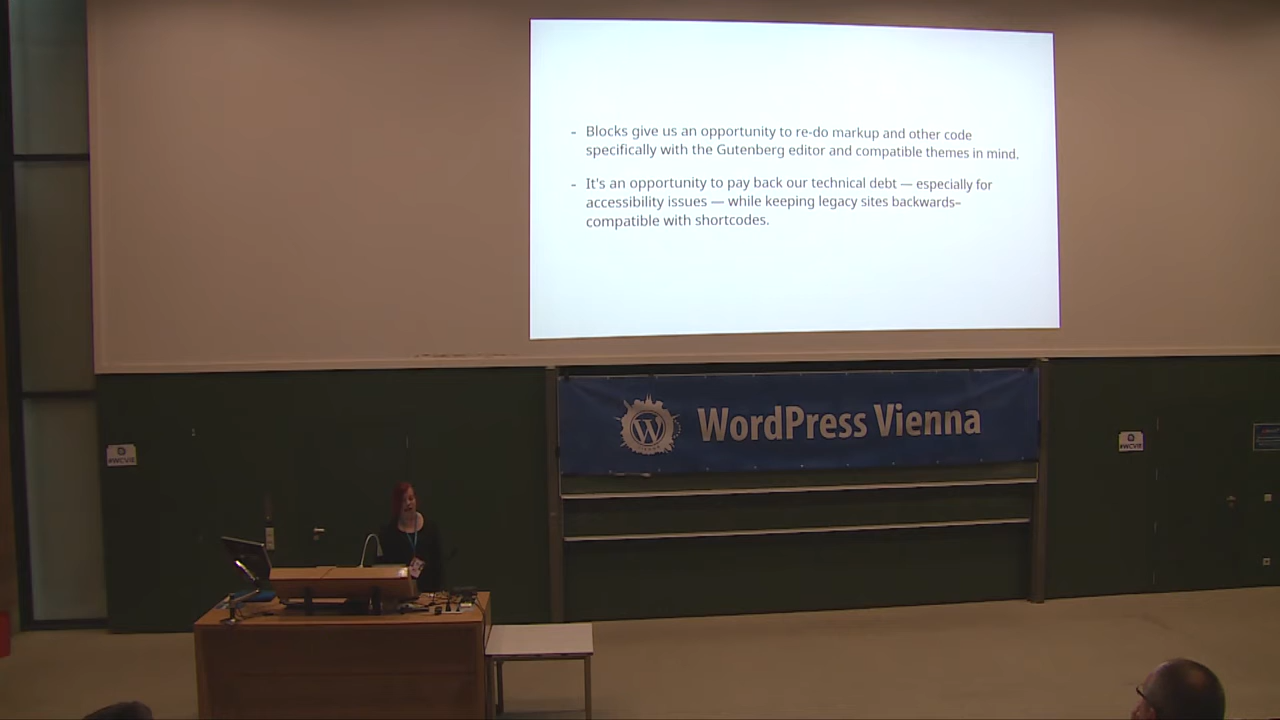 - Blocks give us an opportunity to re-do markup and other code
specifically with the Gutenberg editor and compatible themes in mind.
- It's an opportunity to pay back our technical debt — especially for
accessibility issues — while keeping legacy sites backwards–
compatible with shortcodes.
W WordPress Vienna
#WCVIE
#WCVIE